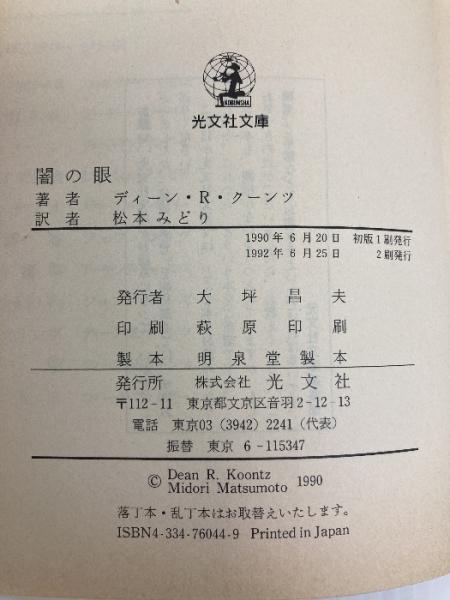 KOBUNSHA
光文社文庫
闇の眼
著者 ディーン・R・クーンツ
訳者 松本みどり
1990年6月20日 初版1刷発行
1992年6月25日 2刷発行
発行者 大坪昌夫
印刷 萩原印刷
製本 明泉堂製本
発行所 株式会社 光文社
〒112-11 東京都文京区音羽2-12-13
電話 東京03(3942)2241(代表)
振替 東京6-115347
© Dean R. Koontz
Midori Matsumoto 1990
落丁本・乱丁本はお取替えいたします。
ISBN4-334-76044-9 Printed in Japan